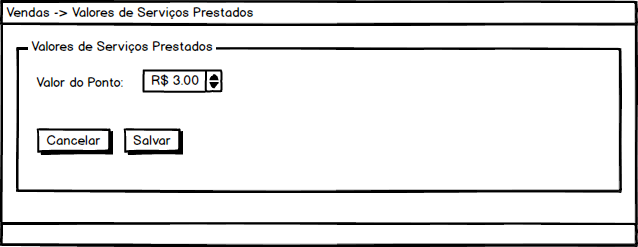 Vendas -> Valores de Serviços Prestados
Valores de Serviços Prestados
Valor do Ponto: R$ 3.00
Cancelar Salvar